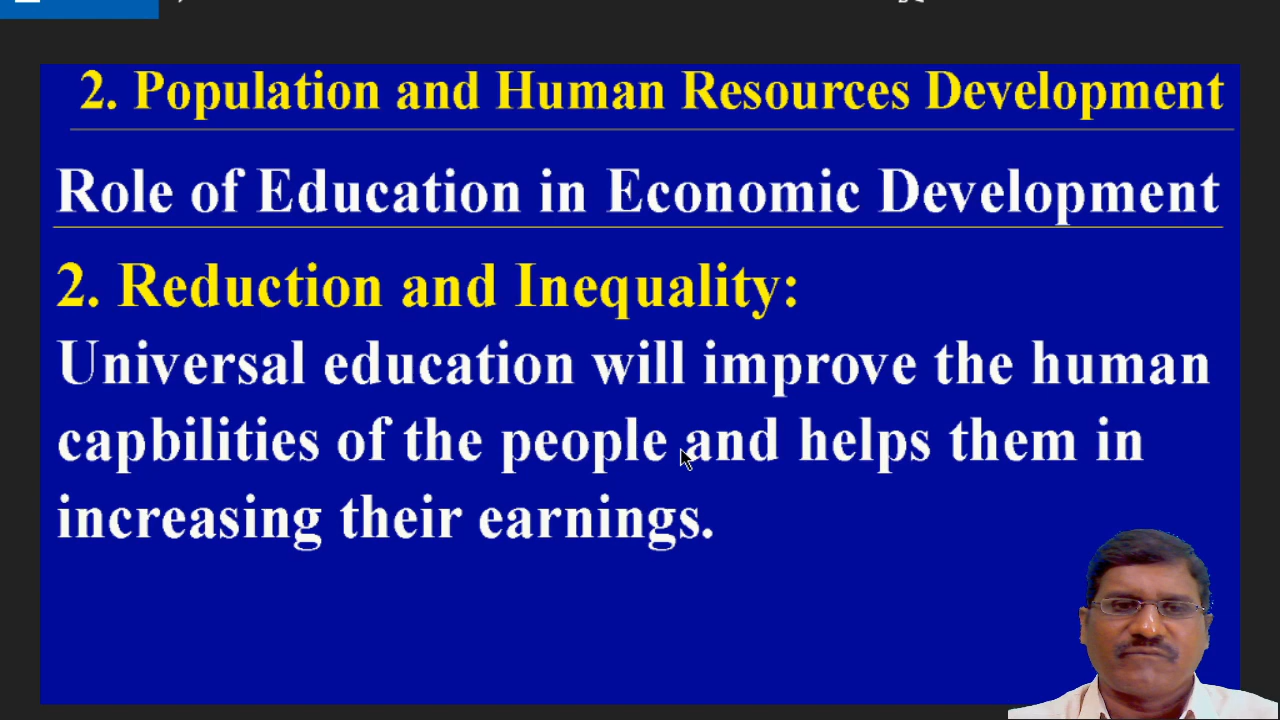 2. Population and Human Resources Development
Role of Education in Economic Development
2. Reduction and Inequality:
Universal education will improve the human
capbilities of the people and helps them in
increasing their earnings.